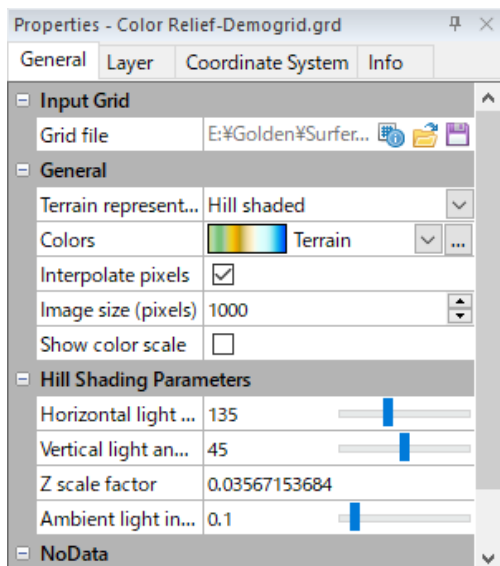 Properties - Color Relief-Demogrid.grd
General Layer Coordinate System Info
Input Grid
Grid file E:¥Golden¥Surfer...
General
Terrain represent... Hill shaded
Colors Terrain ...
Interpolate pixels
Image size (pixels) 1000
Show color scale
Hill Shading Parameters
Horizontal light ... 135
Vertical light an... 45
Z scale factor 0.03567153684
Ambient light in... 0.1
NoData